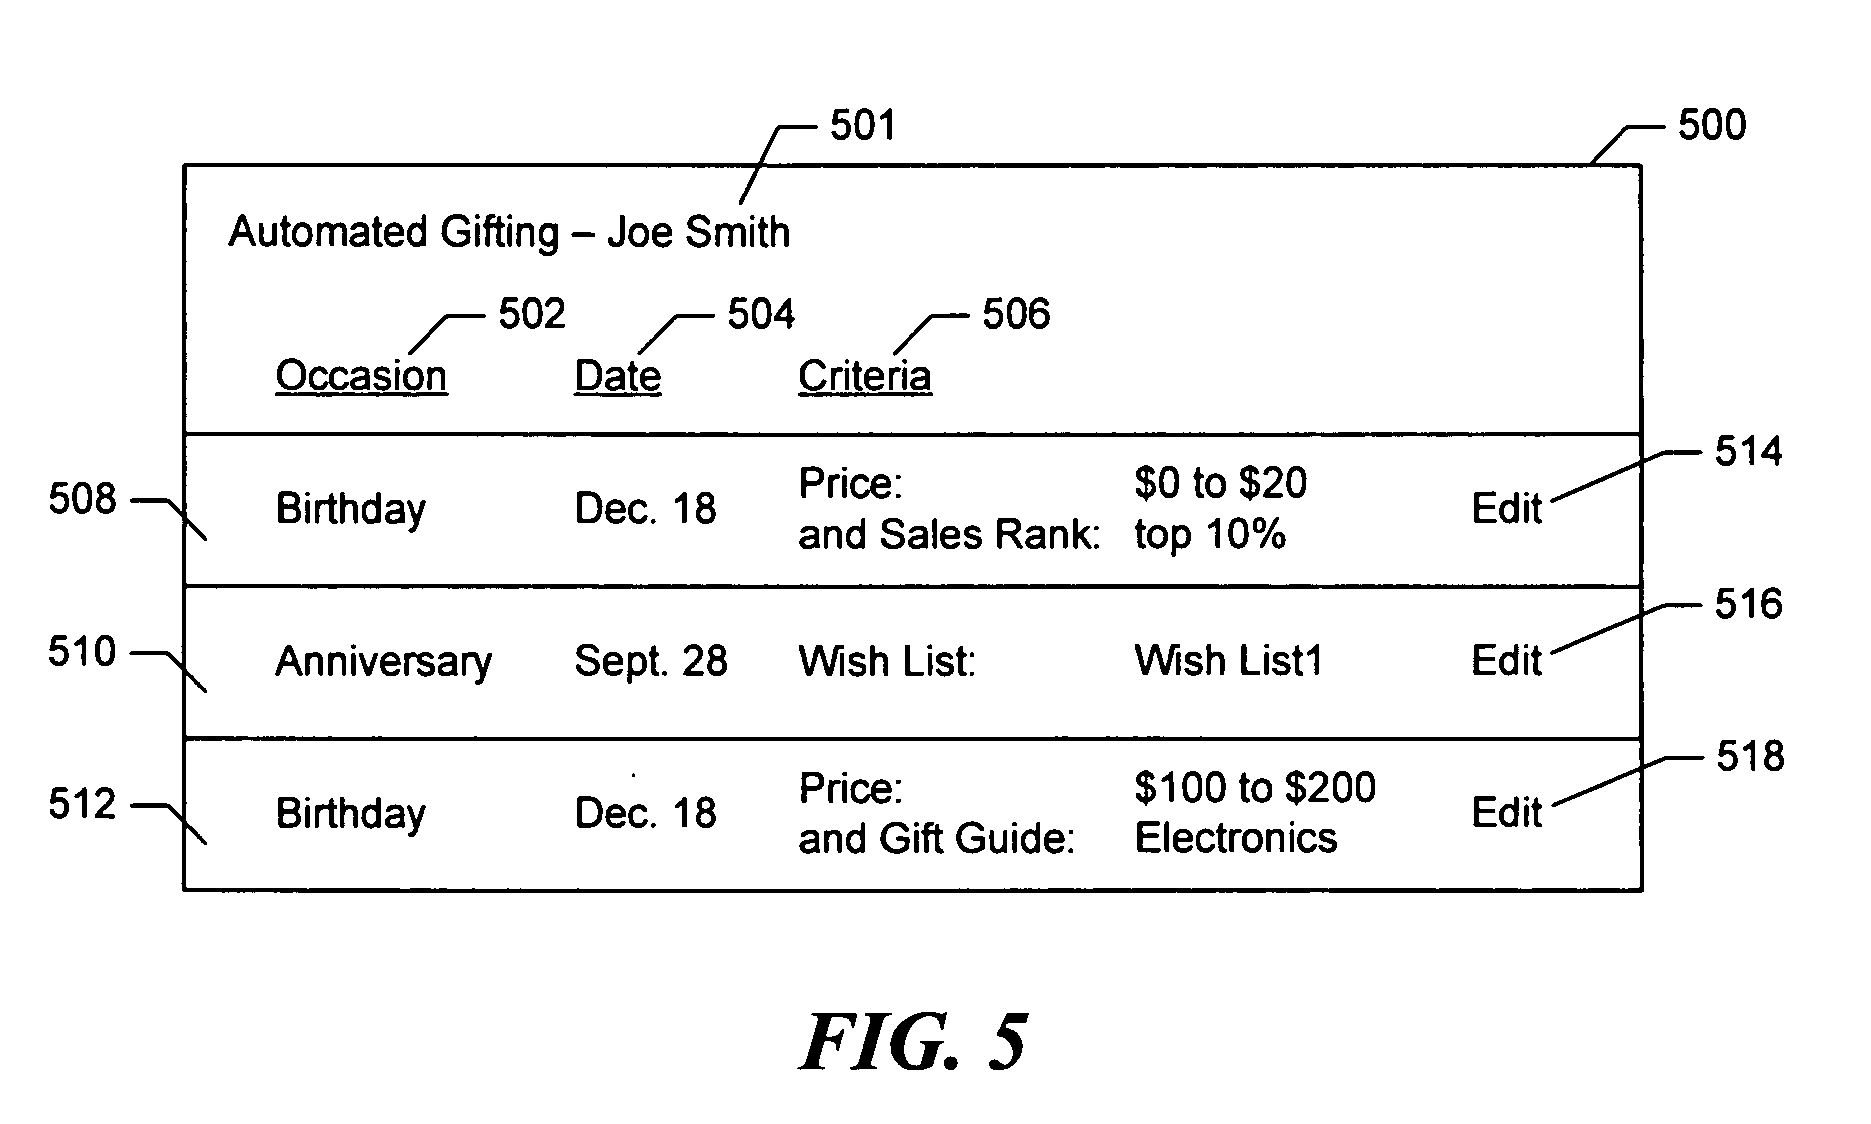 501 500
Automated Gifting – Joe Smith
502 504 506
Occasion Date Criteria
514
508 Birthday Dec. 18 Price: $0 to $20 Edit
and Sales Rank: top 10%
516
510 Anniversary Sept. 28 Wish List: Wish List1 Edit
518
512 Birthday Dec. 18 Price: $100 to $200 Edit
and Gift Guide: Electronics
FIG. 5